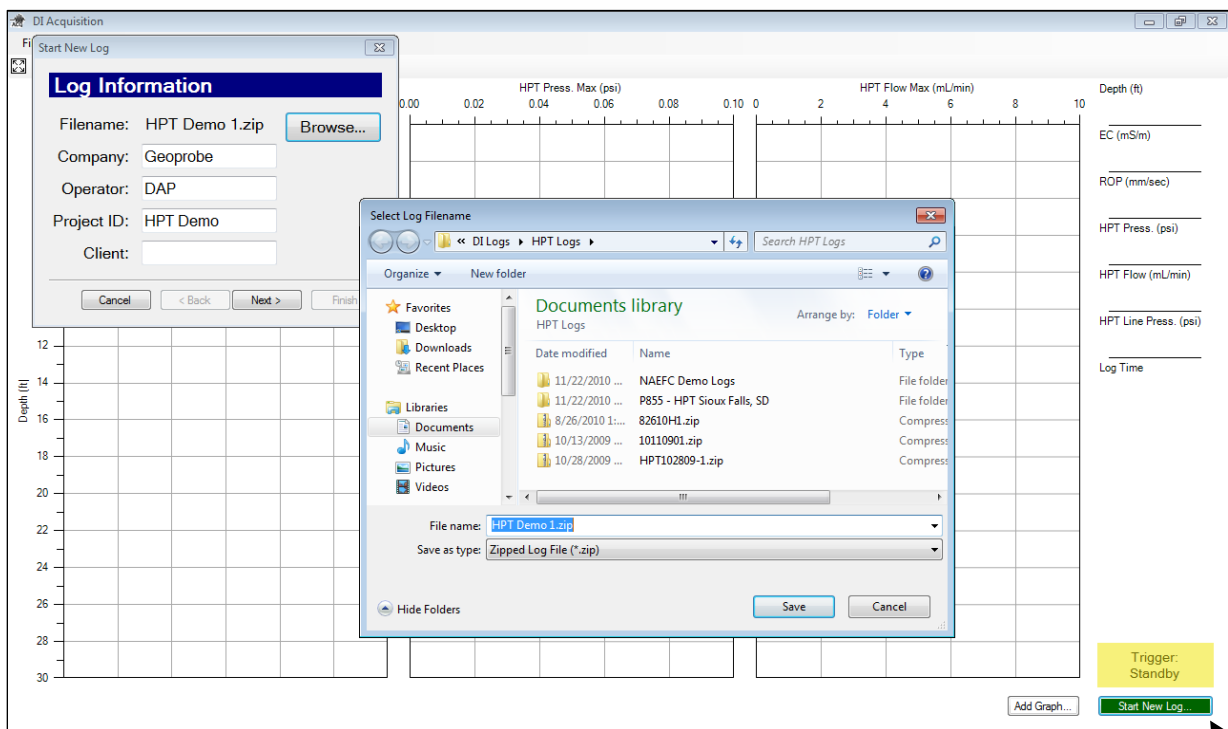 DI Acquisition
Fi
Start New Log
Log Information
Filename: HPT Demo 1.zip Browse...
Company: Geoprobe
Operator: DAP
Project ID: HPT Demo
Client:
Cancel < Back Next > Finish
HPT Press. Max (psi)
0.00 0.02 0.04 0.06 0.08 0.10
HPT Flow Max (mL/min)
0 2 4 6 8 10
Depth (ft)
12
14
16
18
20
22
24
26
28
30
Select Log Filename
« DI Logs HPT Logs
Search HPT Logs
Organize New folder
Favorites
Desktop
Downloads
Recent Places
Libraries
Documents
Music
Pictures
Videos
Documents library
HPT Logs
Arrange by: Folder
Date modified Name Type
11/22/2010 ... NAEFC Demo Logs File folder
11/22/2010 ... P855 - HPT Sioux Falls, SD File folder
8/26/2010 1:... 82610H1.zip Compress
10/13/2009 ... 10110901.zip Compress
10/28/2009 ... HPT102809-1.zip Compress
File name: HPT Demo 1.zip
Save as type: Zipped Log File (*.zip)
Hide Folders
Save Cancel
Depth (ft)
EC (mS/m)
ROP (mm/sec)
HPT Press. (psi)
HPT Flow (mL/min)
HPT Line Press. (psi)
Log Time
Trigger:
Standby
Add Graph... Start New Log...